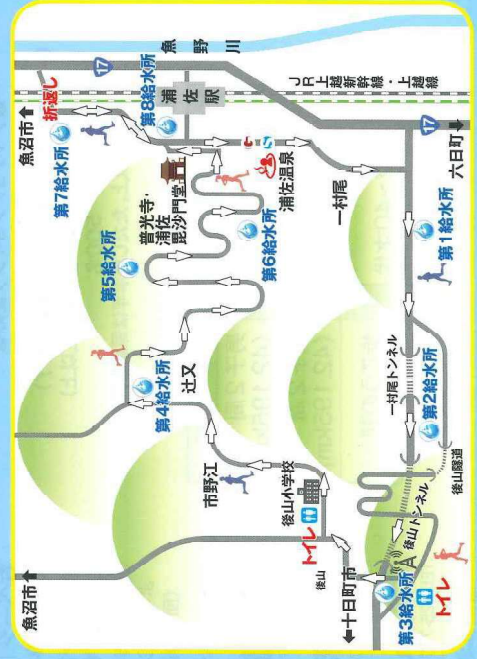 魚野川
17
JR上越新幹線・上越線
浦佐駅
魚沼市
折返し
第8給水所
第7給水所
17
六日町
普光寺・
浦佐
毘沙門堂
S
浦佐温泉
一村尾
第1給水所
第5給水所
第6給水所
第4給水所
辻又
一村尾トンネル
第2給水所
後山隧道
市野江
後山小学校
トイレ
後山
後山トンネル
魚沼市
十日町市
第3給水所
トイレ